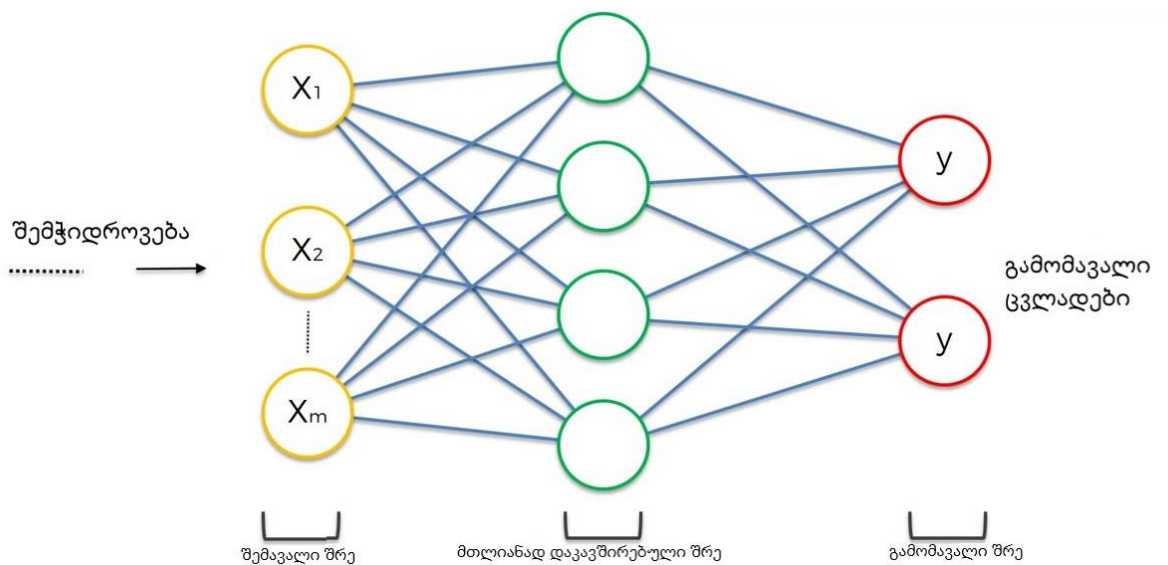 შემჭიდროვება
X1
X2
Xm
y
y
გამომავალი
ცვლადები
შემავალი შრე
მთლიანად დაკავშირებული შრე
გამომავალი შრე